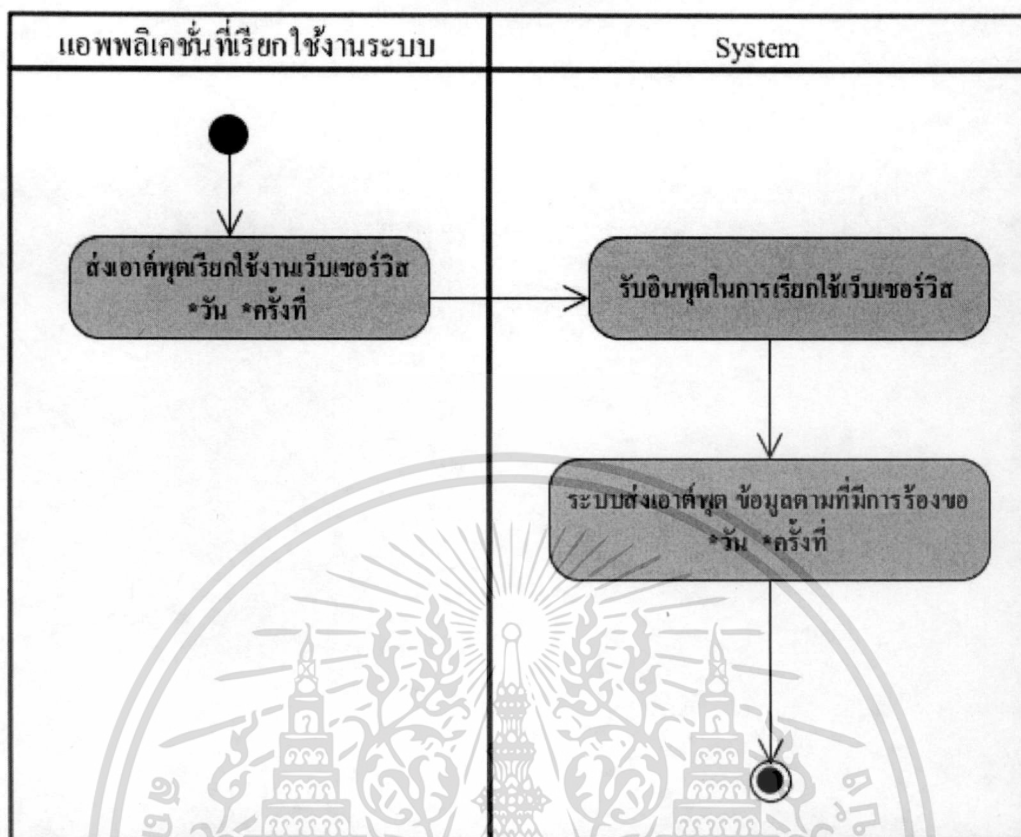 แอพพลิเคชั่นที่เรียกใช้งานระบบ
System
ส่งเอาต์พุตเรียกใช้งานเว็บเซอร์วิส
*วัน *ครั้งที่
รับอินพุตในการเรียกใช้เว็บเซอร์วิส
ระบบส่งเอาต์พุต ข้อมูลตามที่มีการร้องขอ
*วัน *ครั้งที่